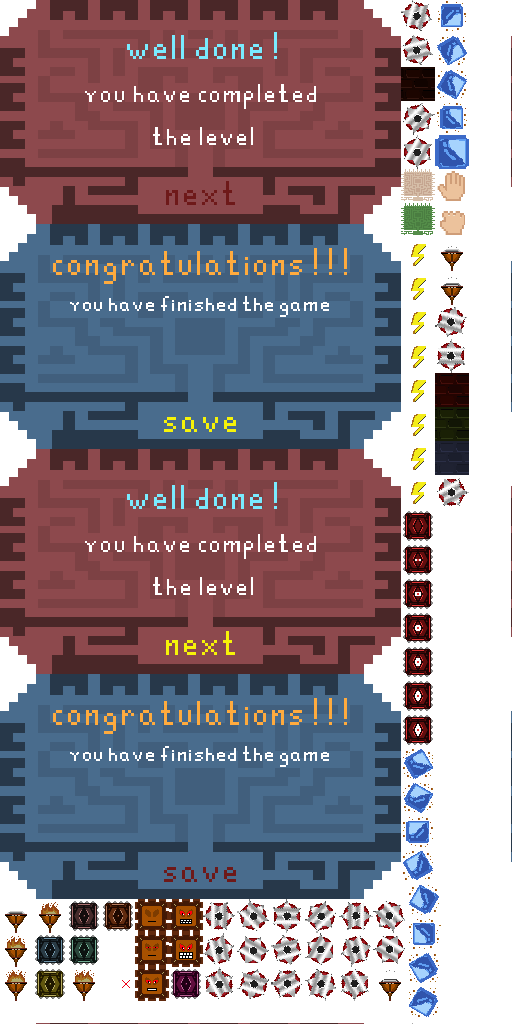 well done!
you have completed
the level
next
congratulations!!!
you have finished the game
save
well done!
you have completed
the level
next
congratulations!!!
you have finished the game
save